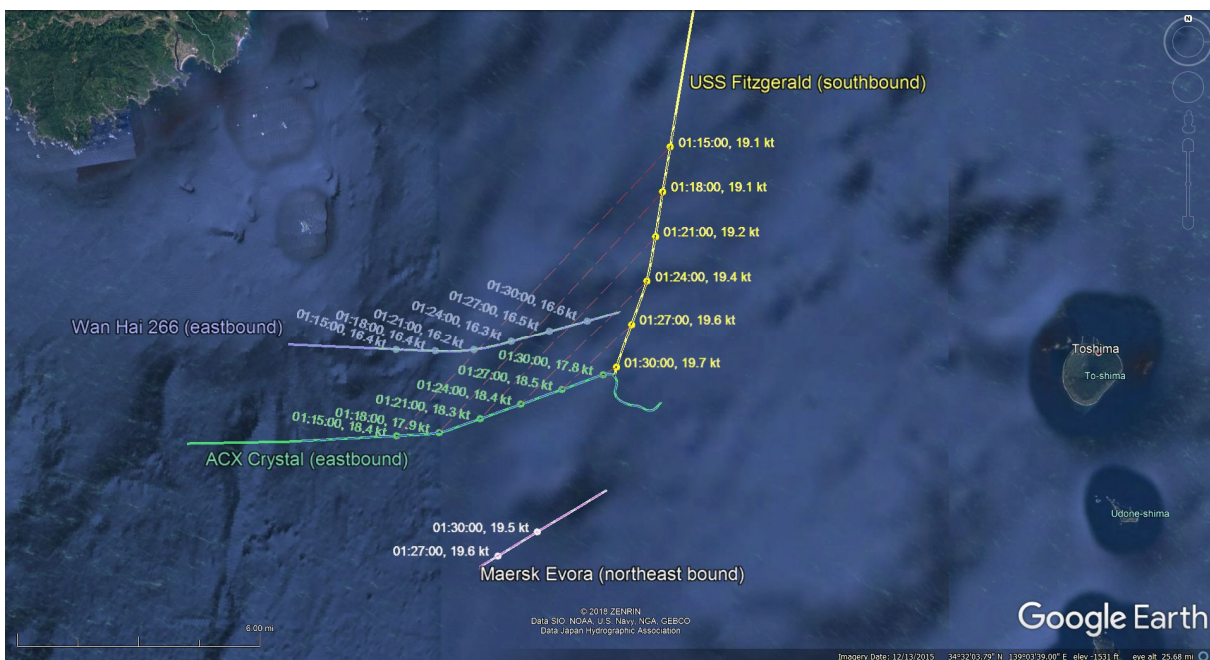 N
USS Fitzgerald (southbound)
01:15:00, 19.1 kt
01:18:00, 19.1 kt
01:21:00, 19.2 kt
01:24:00, 19.4 kt
01:27:00, 19.6 kt
01:30:00, 19.7 kt
Wan Hai 266 (eastbound)
01:15:00, 16.4 kt
01:18:00, 16.4 kt
01:21:00, 16.2 kt
01:24:00, 16.3 kt
01:27:00, 16.5 kt
01:30:00, 16.6 kt
ACX Crystal (eastbound)
01:15:00, 18.4 kt
01:18:00, 17.9 kt
01:21:00, 18.3 kt
01:24:00, 18.4 kt
01:27:00, 18.5 kt
01:30:00, 17.8 kt
Toshima
To-shima
Udone-shima
01:30:00, 19.5 kt
01:27:00, 19.6 kt
Maersk Evora (northeast bound)
6.00 mi
© 2018 ZENRIN
Data SIO, NOAA, U.S. Navy, NGA, GEBCO
Data Japan Hydrographic Association
Google Earth
Imagery Date: 12/13/2015 34°32'03.79" N 139°03'39.00" E elev -1531 ft eye alt 25.68 mi